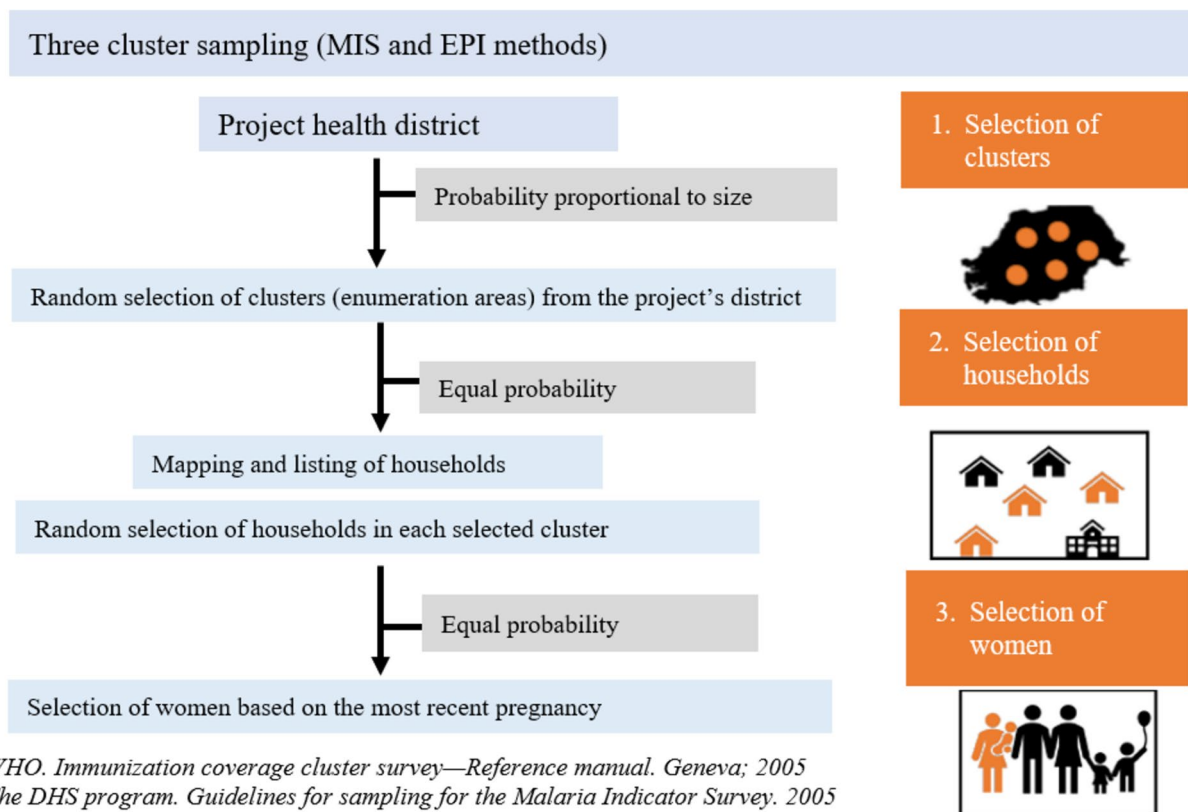 Three cluster sampling (MIS and EPI methods)
Project health district
Probability proportional to size
Random selection of clusters (enumeration areas) from the project's district
Equal probability
Mapping and listing of households
Random selection of households in each selected cluster
Equal probability
Selection of women based on the most recent pregnancy
WHO. Immunization coverage cluster survey—Reference manual. Geneva; 2005
he DHS program. Guidelines for sampling for the Malaria Indicator Survey. 2005
1. Selection of
clusters
2. Selection of
households
3. Selection of
women